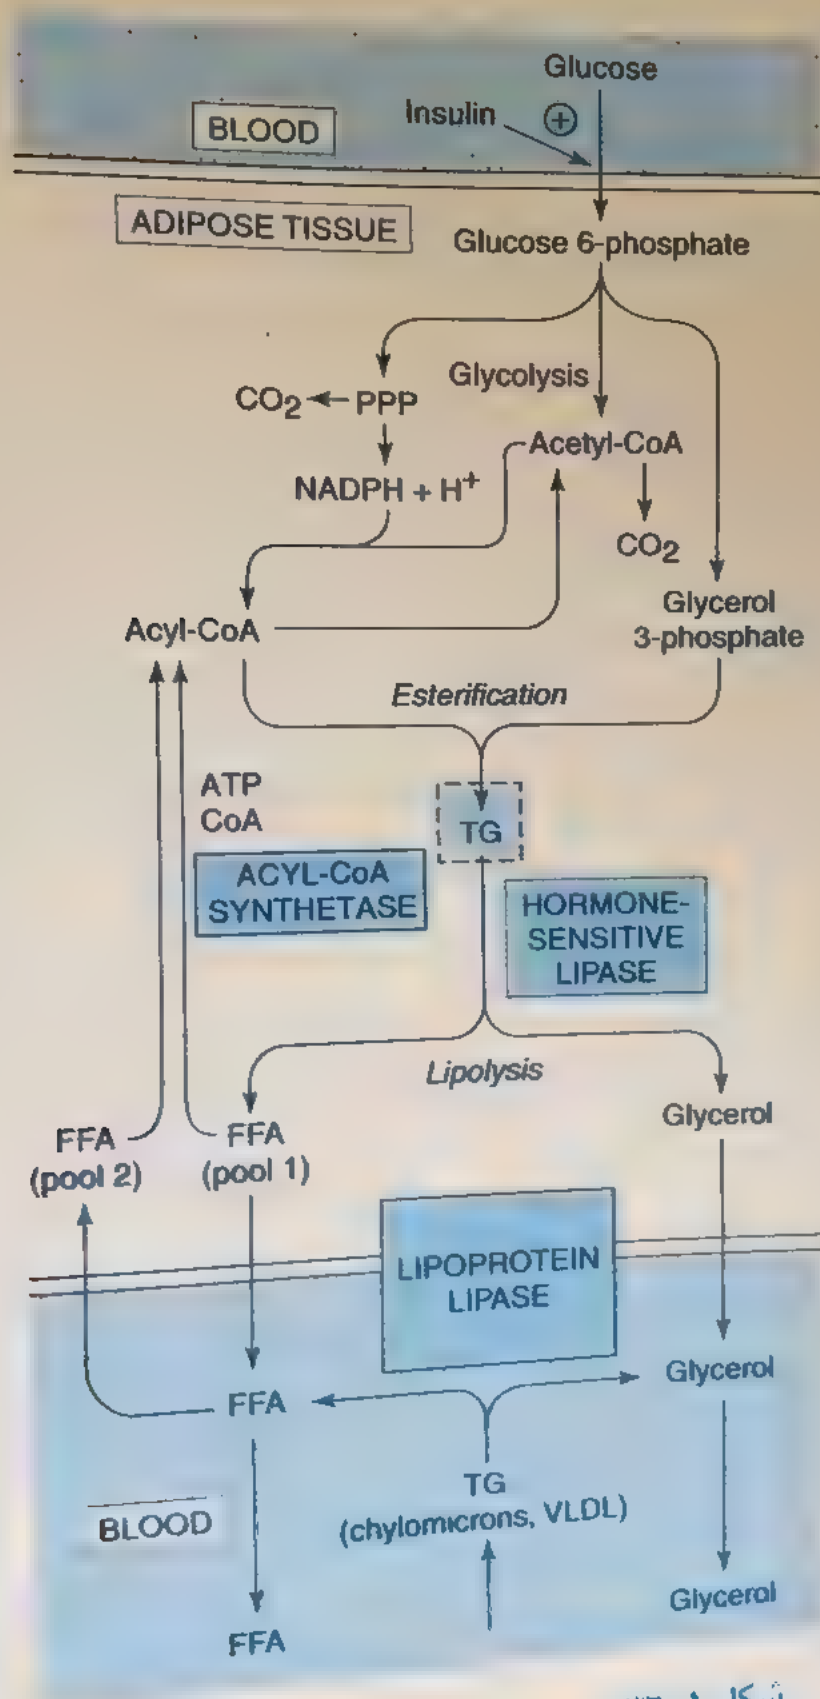 Glucose
Insulin
+
BLOOD
ADIPOSE TISSUE
Glucose 6-phosphate
Glycolysis
CO2
PPP
Acetyl-CoA
NADPH + H+
CO2
Glycerol
3-phosphate
Acyl-CoA
Esterification
ATP
CoA
TG
ACYL-CoA
SYNTHETASE
HORMONE-
SENSITIVE
LIPASE
Lipolysis
FFA
(pool 2)
FFA
(pool 1)
Glycerol
LIPOPROTEIN
LIPASE
FFA
Glycerol
TG
(chylomicrons, VLDL)
BLOOD
FFA
Glycerol